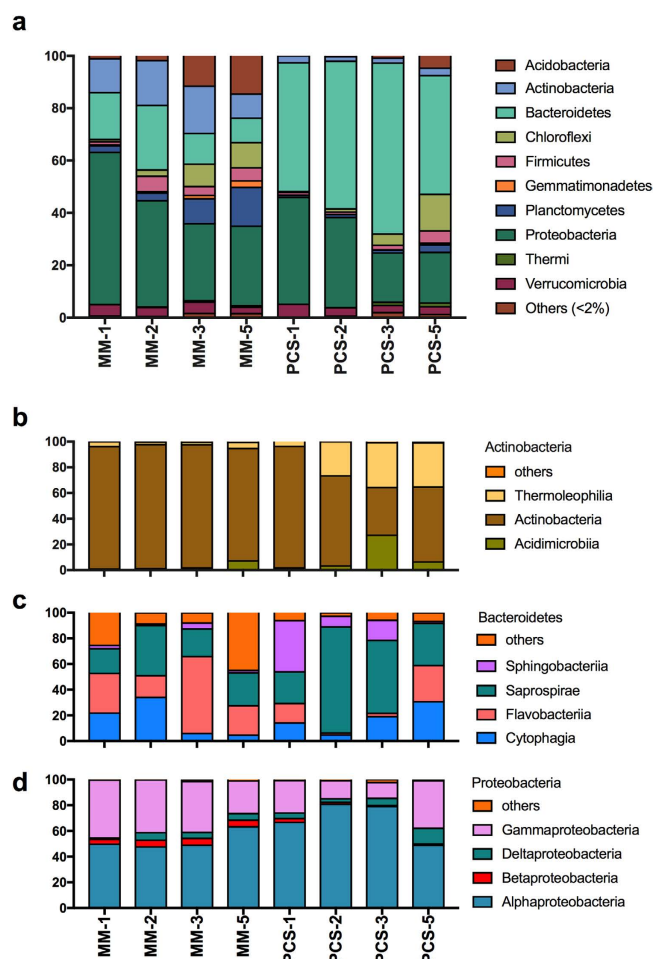 a
100
80
60
40
20
0
MM-1
MM-2
MM-3
MM-5
PCS-1
PCS-2
PCS-3
PCS-5
Acidobacteria
Actinobacteria
Bacteroidetes
Chloroflexi
Firmicutes
Gemmatimonadetes
Planctomycetes
Proteobacteria
Thermi
Verrucomicrobia
Others (<2%)
b
100
80
60
40
20
0
Actinobacteria
others
Thermoleophilia
Actinobacteria
Acidimicrobiia
c
100
80
60
40
20
0
Bacteroidetes
others
Sphingobacteriia
Saprospirae
Flavobacteriia
Cytophagia
d
100
80
60
40
20
0
MM-1
MM-2
MM-3
MM-5
PCS-1
PCS-2
PCS-3
PCS-5
Proteobacteria
others
Gammaproteobacteria
Deltaproteobacteria
Betaproteobacteria
Alphaproteobacteria